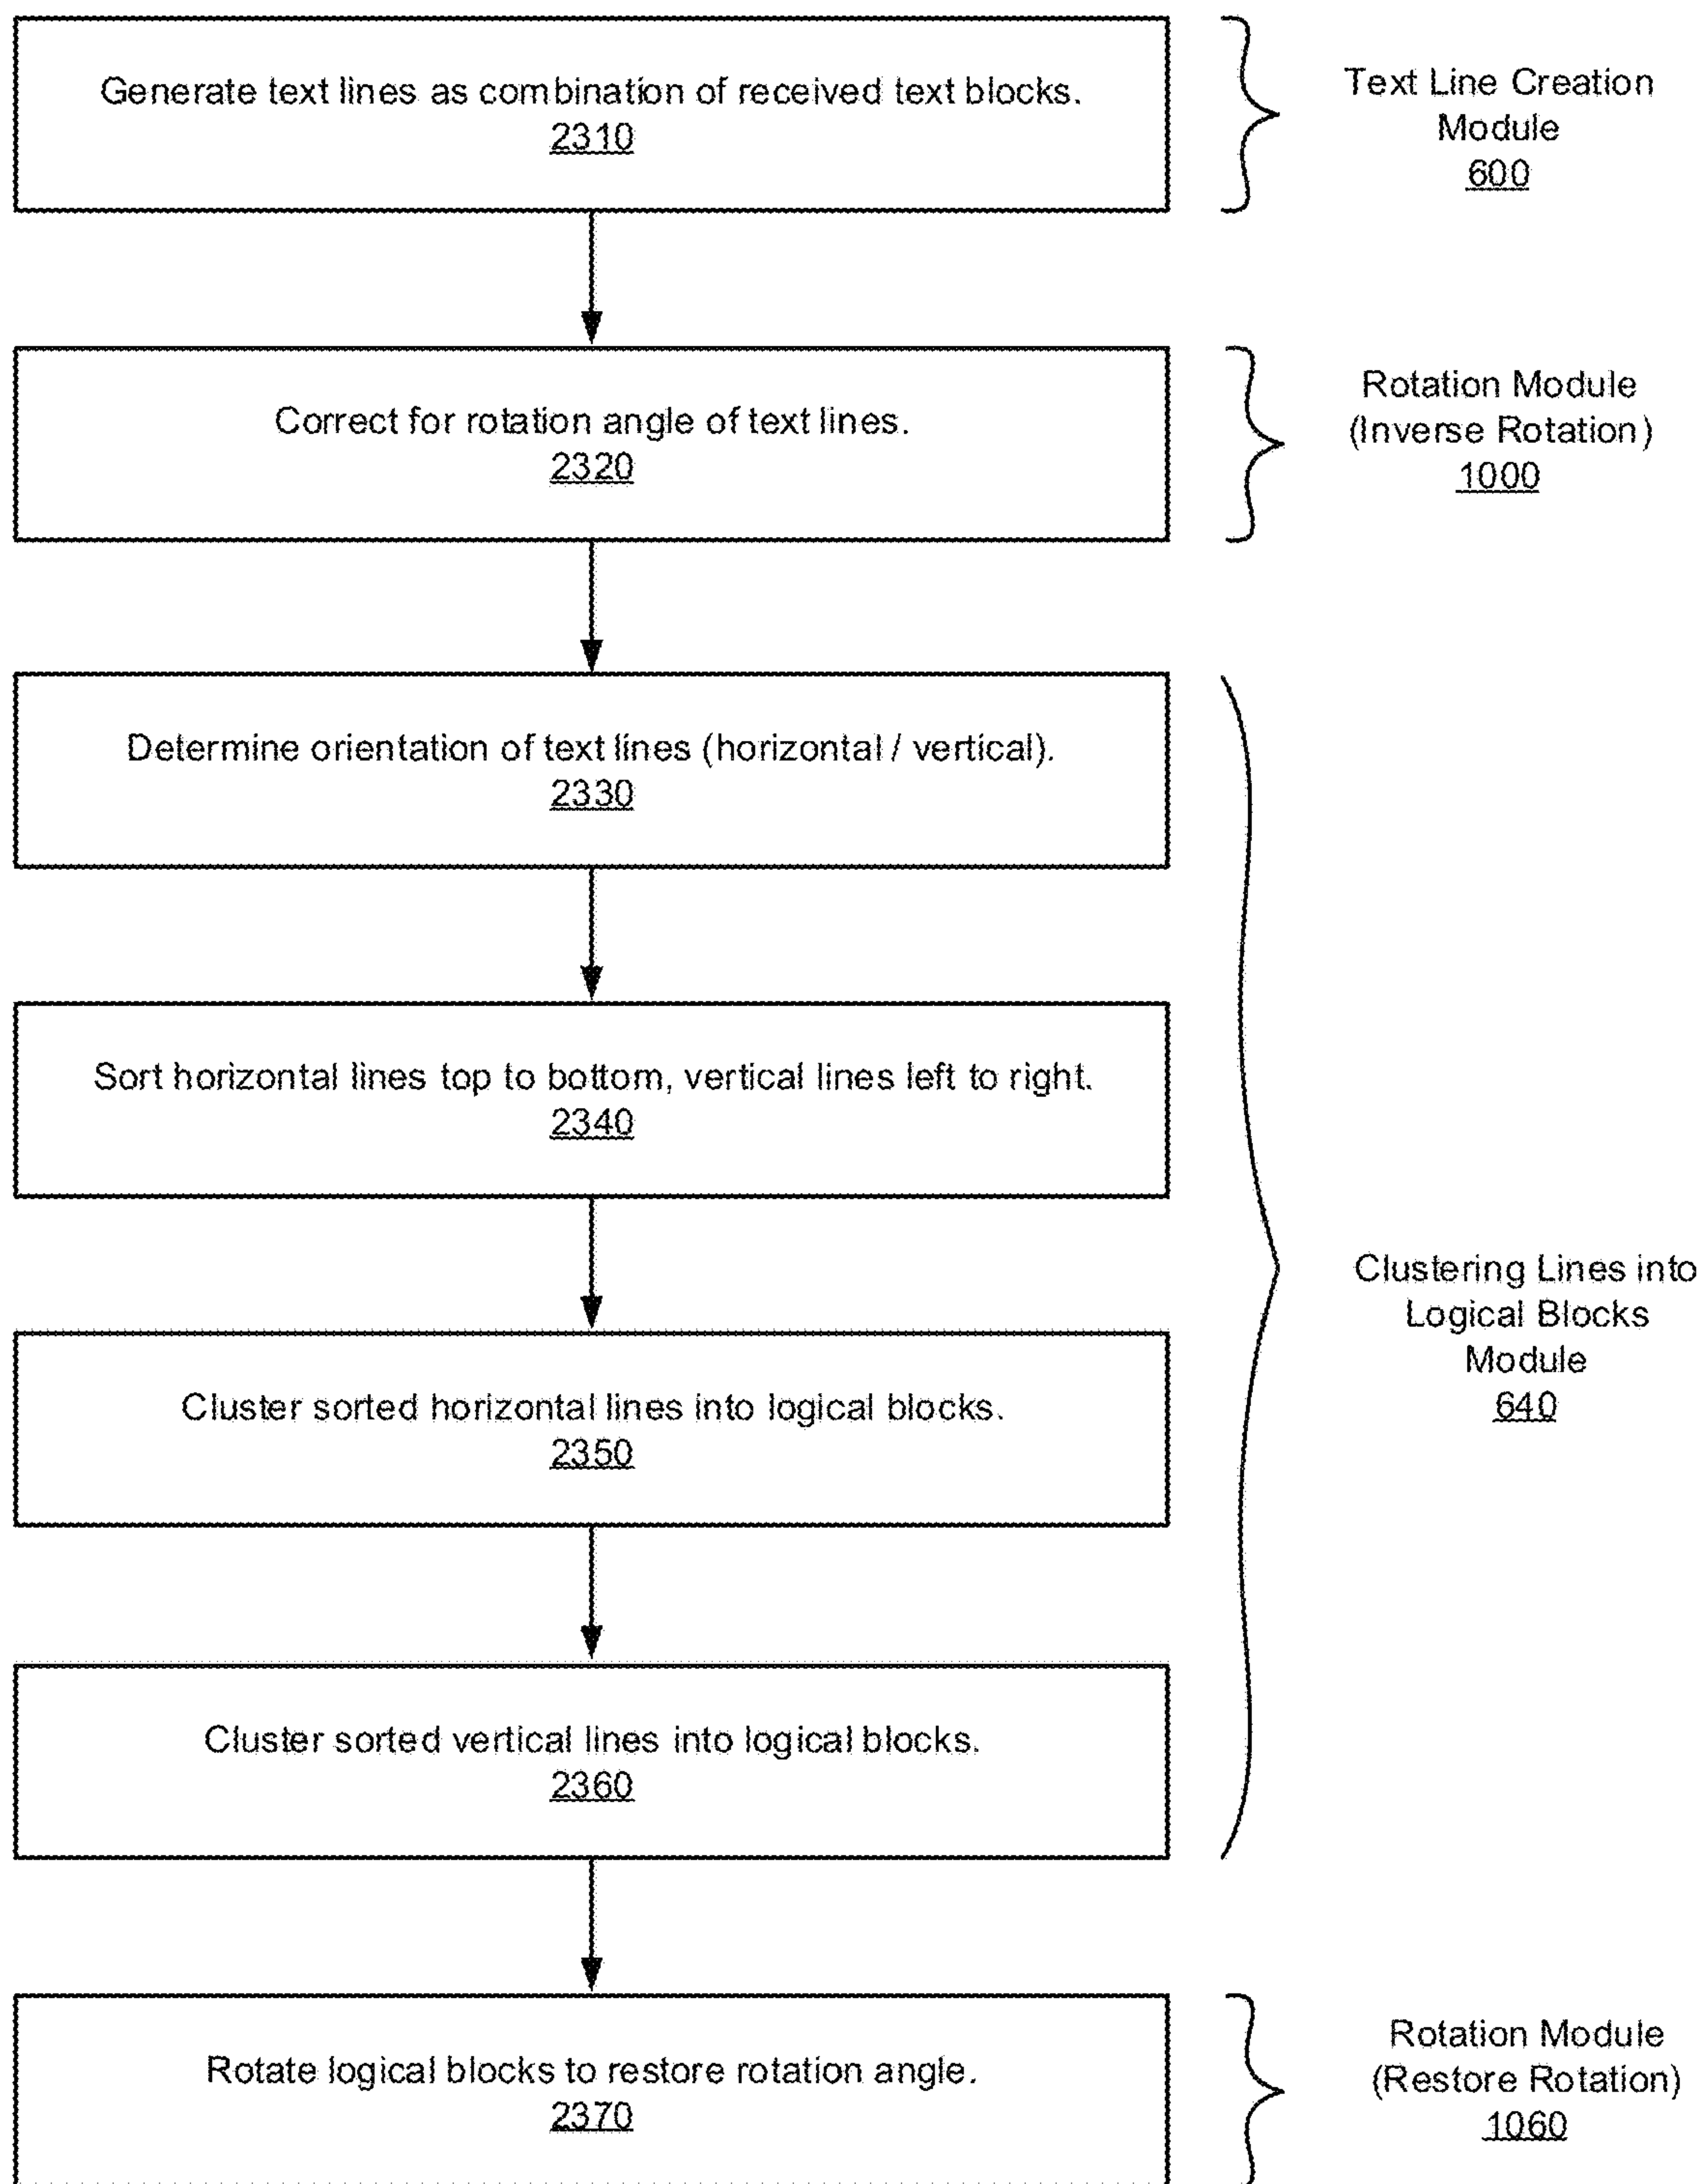 Generate text lines as combination of received text blocks.
2310
Text Line Creation
Module
600
Correct for rotation angle of text lines.
2320
Rotation Module
(Inverse Rotation)
1000
Determine orientation of text lines (horizontal / vertical).
2330
Sort horizontal lines top to bottom, vertical lines left to right.
2340
Cluster sorted horizontal lines into logical blocks.
2350
Cluster sorted vertical lines into logical blocks.
2360
Clustering Lines into
Logical Blocks
Module
640
Rotate logical blocks to restore rotation angle.
2370
Rotation Module
(Restore Rotation)
1060